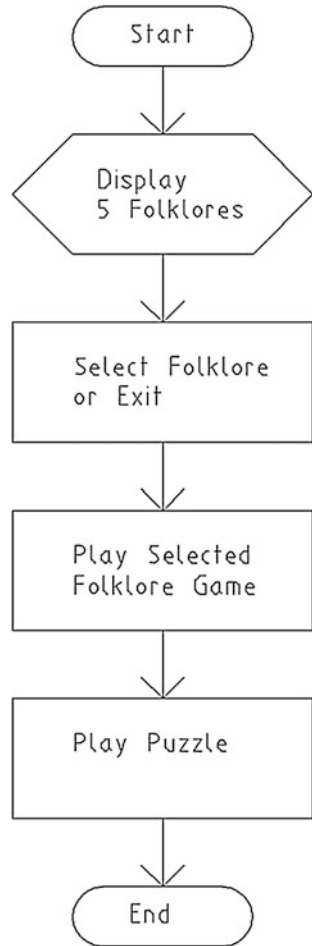 Start
Display
5 Folklores
Select Folklore
or Exit
Play Selected
Folklore Game
Play Puzzle
End